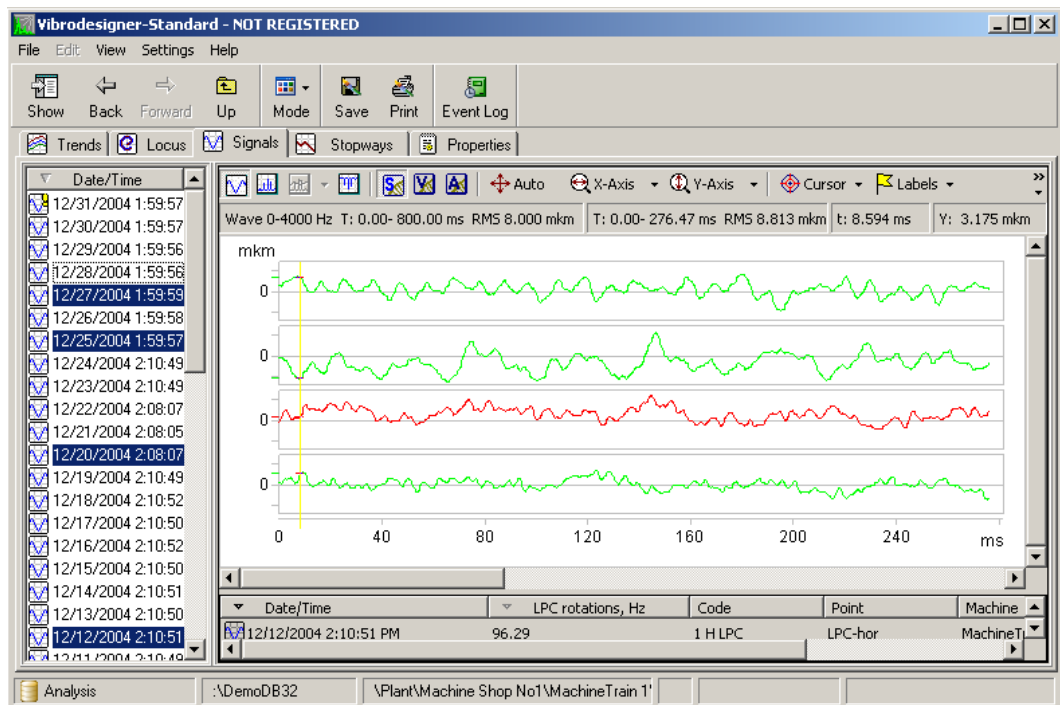 Vibrodesigner-Standard - NOT REGISTERED
File Edit View Settings Help
Show Back Forward Up Mode Save Print Event Log
Trends Locus Signals Stopways Properties
Date/Time
12/31/2004 1:59:57
12/30/2004 1:59:57
12/29/2004 1:59:56
12/28/2004 1:59:56
12/27/2004 1:59:59
12/26/2004 1:59:58
12/25/2004 1:59:57
12/24/2004 2:10:49
12/23/2004 2:10:49
12/22/2004 2:08:07
12/21/2004 2:08:05
12/20/2004 2:08:07
12/19/2004 2:10:49
12/18/2004 2:10:52
12/17/2004 2:10:50
12/16/2004 2:10:52
12/15/2004 2:10:50
12/14/2004 2:10:51
12/13/2004 2:10:50
12/12/2004 2:10:51
12/11/2004 2:10:49
S V A Auto X-Axis Y-Axis Cursor Labels »
Wave 0-4000 Hz T: 0.00- 800.00 ms RMS 8.000 mkm T: 0.00- 276.47 ms RMS 8.813 mkm t: 8.594 ms Y: 3.175 mkm
mkm
0
0
0
0
0 40 80 120 160 200 240 ms
Date/Time LPC rotations, Hz Code Point Machine
12/12/2004 2:10:51 PM 96.29 1 H LPC LPC-hor MachineT
Analysis :\DemoDB32 \Plant\Machine Shop No1\MachineTrain 1'